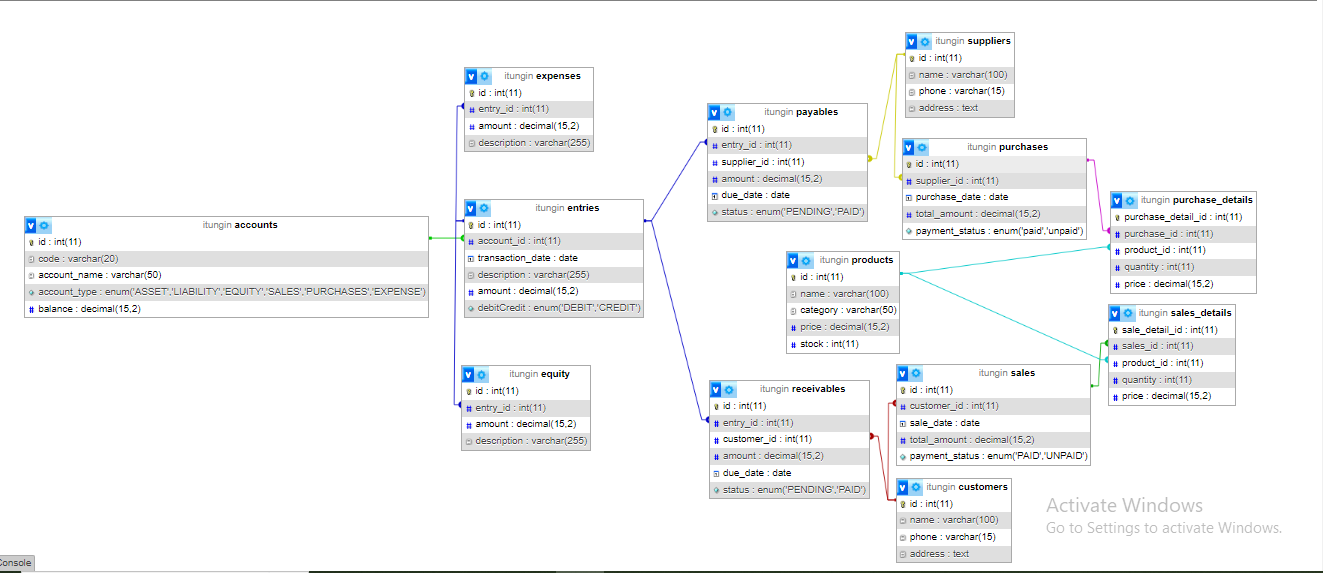 itungin accounts
id : int(11)
code : varchar(20)
account_name : varchar(50)
account_type : enum('ASSET','LIABILITY','EQUITY','SALES','PURCHASES','EXPENSE')
balance : decimal(15,2)
itungin expenses
id : int(11)
entry_id : int(11)
amount : decimal(15,2)
description : varchar(255)
itungin entries
id : int(11)
account_id : int(11)
transaction_date : date
description : varchar(255)
amount : decimal(15,2)
debitCredit : enum('DEBIT','CREDIT')
itungin equity
id : int(11)
entry_id : int(11)
amount : decimal(15,2)
description : varchar(255)
itungin payables
id : int(11)
entry_id : int(11)
supplier_id : int(11)
amount : decimal(15,2)
due_date : date
status : enum('PENDING','PAID')
itungin suppliers
id : int(11)
name : varchar(100)
phone : varchar(15)
address : text
itungin purchases
id : int(11)
supplier_id : int(11)
purchase_date : date
total_amount : decimal(15,2)
payment_status : enum('paid','unpaid')
itungin purchase_details
purchase_detail_id : int(11)
purchase_id : int(11)
product_id : int(11)
quantity : int(11)
price : decimal(15,2)
itungin products
id : int(11)
name : varchar(100)
category : varchar(50)
price : decimal(15,2)
stock : int(11)
itungin sales_details
sale_detail_id : int(11)
sales_id : int(11)
product_id : int(11)
quantity : int(11)
price : decimal(15,2)
itungin receivables
id : int(11)
entry_id : int(11)
customer_id : int(11)
amount : decimal(15,2)
due_date : date
status : enum('PENDING','PAID')
itungin sales
id : int(11)
customer_id : int(11)
sale_date : date
total_amount : decimal(15,2)
payment_status : enum('PAID','UNPAID')
itungin customers
id : int(11)
name : varchar(100)
phone : varchar(15)
address : text
Activate Windows
Go to Settings to activate Windows.
Console